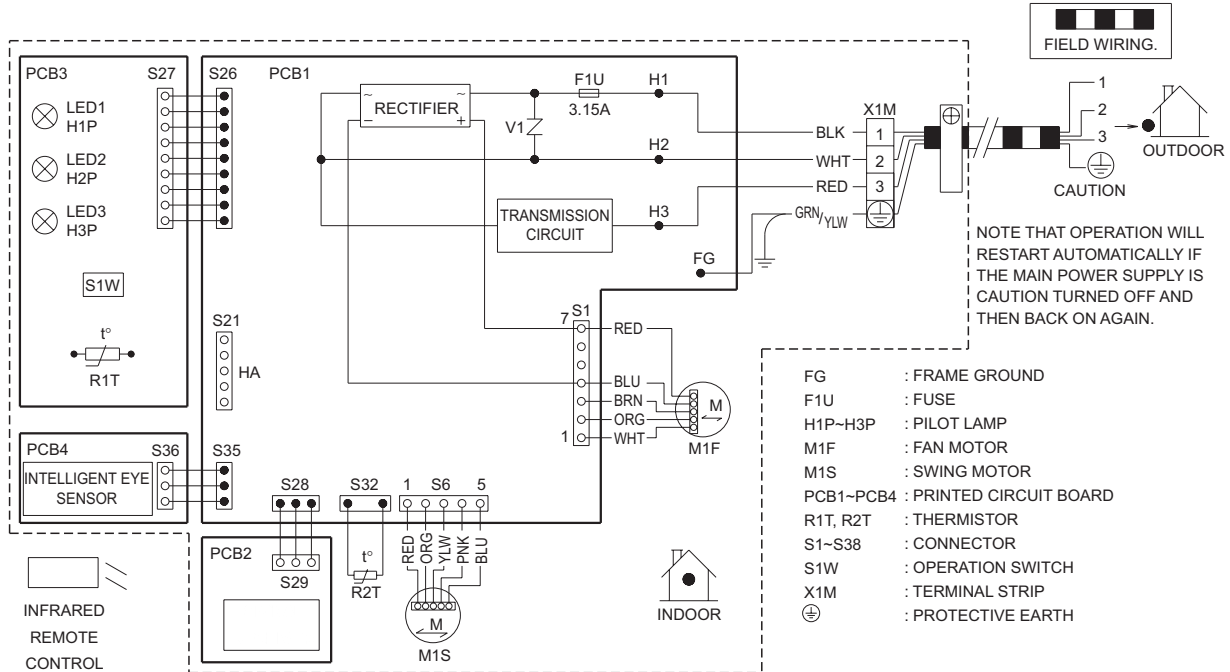 FIELD WIRING.
PCB3
S27
S26
PCB1
LED1
H1P
LED2
H2P
LED3
H3P
S1W
t°
R1T
S21
HA
~
~
RECTIFIER
−
+
F1U
3.15A
V1
H1
H2
TRANSMISSION
CIRCUIT
H3
FG
X1M
BLK
1
WHT
2
RED
3
GRN/YLW
1
2
3
OUTDOOR
CAUTION
NOTE THAT OPERATION WILL
RESTART AUTOMATICALLY IF
THE MAIN POWER SUPPLY IS
CAUTION TURNED OFF AND
THEN BACK ON AGAIN.
7
S1
RED
BLU
BRN
ORG
1
WHT
M
M1F
PCB4
S36
S35
INTELLIGENT EYE
SENSOR
S28
S32
1
S6
5
PCB2
S29
t°
R2T
RED
ORG
YLW
PNK
BLU
M
M1S
INFRARED
REMOTE
CONTROL
INDOOR
FG : FRAME GROUND
F1U : FUSE
H1P~H3P : PILOT LAMP
M1F : FAN MOTOR
M1S : SWING MOTOR
PCB1~PCB4 : PRINTED CIRCUIT BOARD
R1T, R2T : THERMISTOR
S1~S38 : CONNECTOR
S1W : OPERATION SWITCH
X1M : TERMINAL STRIP
: PROTECTIVE EARTH